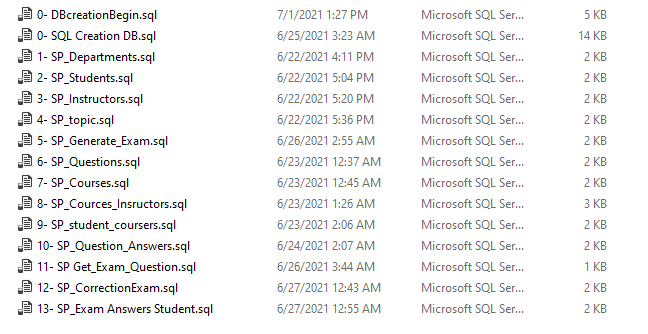 0- DBcreationBegin.sql 7/1/2021 1:27 PM Microsoft SQL Ser... 5 KB
0- SQL Creation DB.sql 6/25/2021 3:23 AM Microsoft SQL Ser... 14 KB
1- SP_Departments.sql 6/22/2021 4:11 PM Microsoft SQL Ser... 2 KB
2- SP_Students.sql 6/22/2021 5:04 PM Microsoft SQL Ser... 2 KB
3- SP_Instructors.sql 6/22/2021 5:20 PM Microsoft SQL Ser... 2 KB
4- SP_topic.sql 6/22/2021 5:36 PM Microsoft SQL Ser... 2 KB
5- SP_Generate_Exam.sql 6/26/2021 2:55 AM Microsoft SQL Ser... 2 KB
6- SP_Questions.sql 6/23/2021 12:37 AM Microsoft SQL Ser... 2 KB
7- SP_Courses.sql 6/23/2021 12:45 AM Microsoft SQL Ser... 2 KB
8- SP_Cources_Insructors.sql 6/23/2021 1:26 AM Microsoft SQL Ser... 3 KB
9- SP_student_coursers.sql 6/23/2021 2:06 AM Microsoft SQL Ser... 2 KB
10- SP_Question_Answers.sql 6/24/2021 2:07 AM Microsoft SQL Ser... 2 KB
11- SP Get_Exam_Question.sql 6/26/2021 3:44 AM Microsoft SQL Ser... 1 KB
12- SP_CorrectionExam.sql 6/27/2021 12:43 AM Microsoft SQL Ser... 2 KB
13- SP_Exam Answers Student.sql 6/27/2021 12:55 AM Microsoft SQL Ser... 2 KB